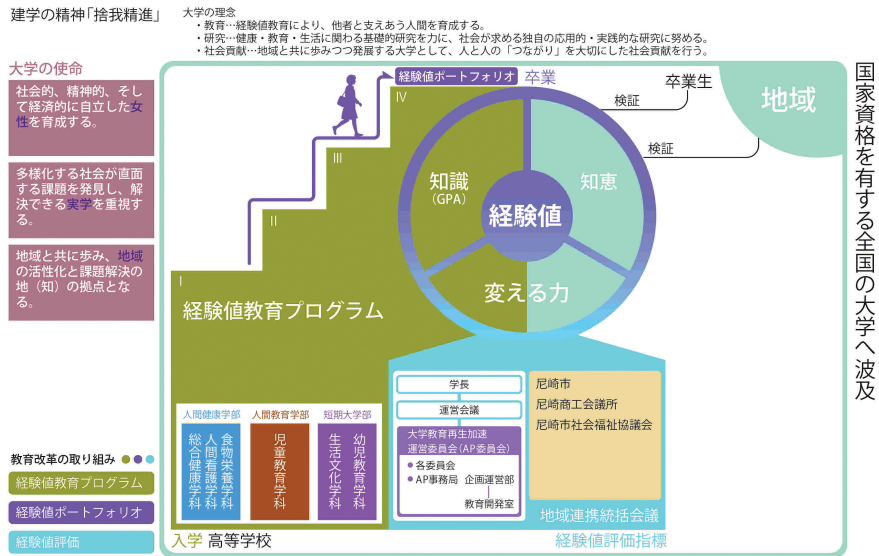 建学の精神「捨我精進」
大学の理念
・教育…経験値教育により、他者と支えあう人間を育成する。
・研究…健康・教育・生活に関わる基礎的研究を力に、社会が求める独自の応用的・実践的な研究に努める。
・社会貢献…地域と共に歩みつつ発展する大学として、人と人の「つながり」を大切にした社会貢献を行う。
大学の使命
社会的、精神的、そし
て経済的に自立した女
性を育成する。
多様化する社会が直面
する課題を発見し、解
決できる実学を重視す
る。
地域と共に歩み、地域
の活性化と課題解決の
地（知）の拠点とな
る。
教育改革の取り組み
経験値教育プログラム
経験値ポートフォリオ
経験値評価
経験値ポートフォリオ
卒業
IV
III
II
I
経験値教育プログラム
知識
（GPA）
知恵
経験値
変える力
検証
卒業生
検証
地域
人間健康学部
食物栄養学科
人間看護学科
総合健康学科
人間教育学部
児童教育学科
短期大学部
幼児教育学科
生活文化学科
入学 高等学校
学長
運営会議
大学教育再生加速
運営委員会（AP委員会）
●各委員会
●AP事務局 企画運営部
教育開発室
尼崎市
尼崎商工会議所
尼崎市社会福祉協議会
地域連携統括会議
経験値評価指標
国家資格を有する全国の大学へ波及